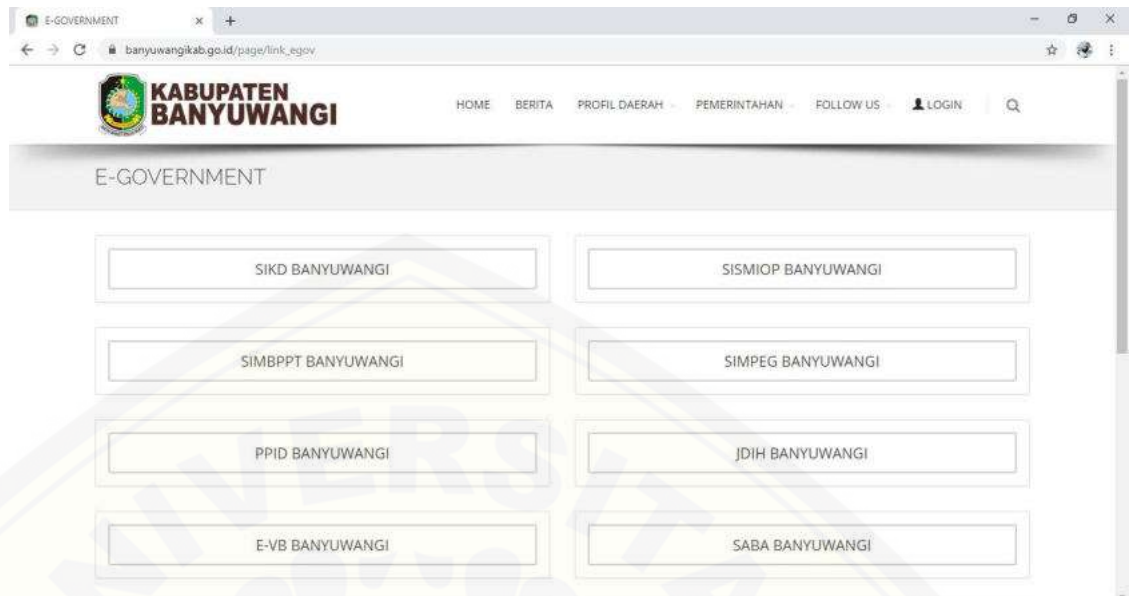 E-GOVERNMENT
banyuwangikab.go.id/page/link_egov
KABUPATEN
BANYUWANGI
HOME BERITA PROFIL DAERAH PEMERINTAHAN FOLLOW US LOGIN
E-GOVERNMENT
SIKD BANYUWANGI SISMIOP BANYUWANGI
SIMBPPT BANYUWANGI SIMPEG BANYUWANGI
PPID BANYUWANGI JDIH BANYUWANGI
E-VB BANYUWANGI SABA BANYUWANGI